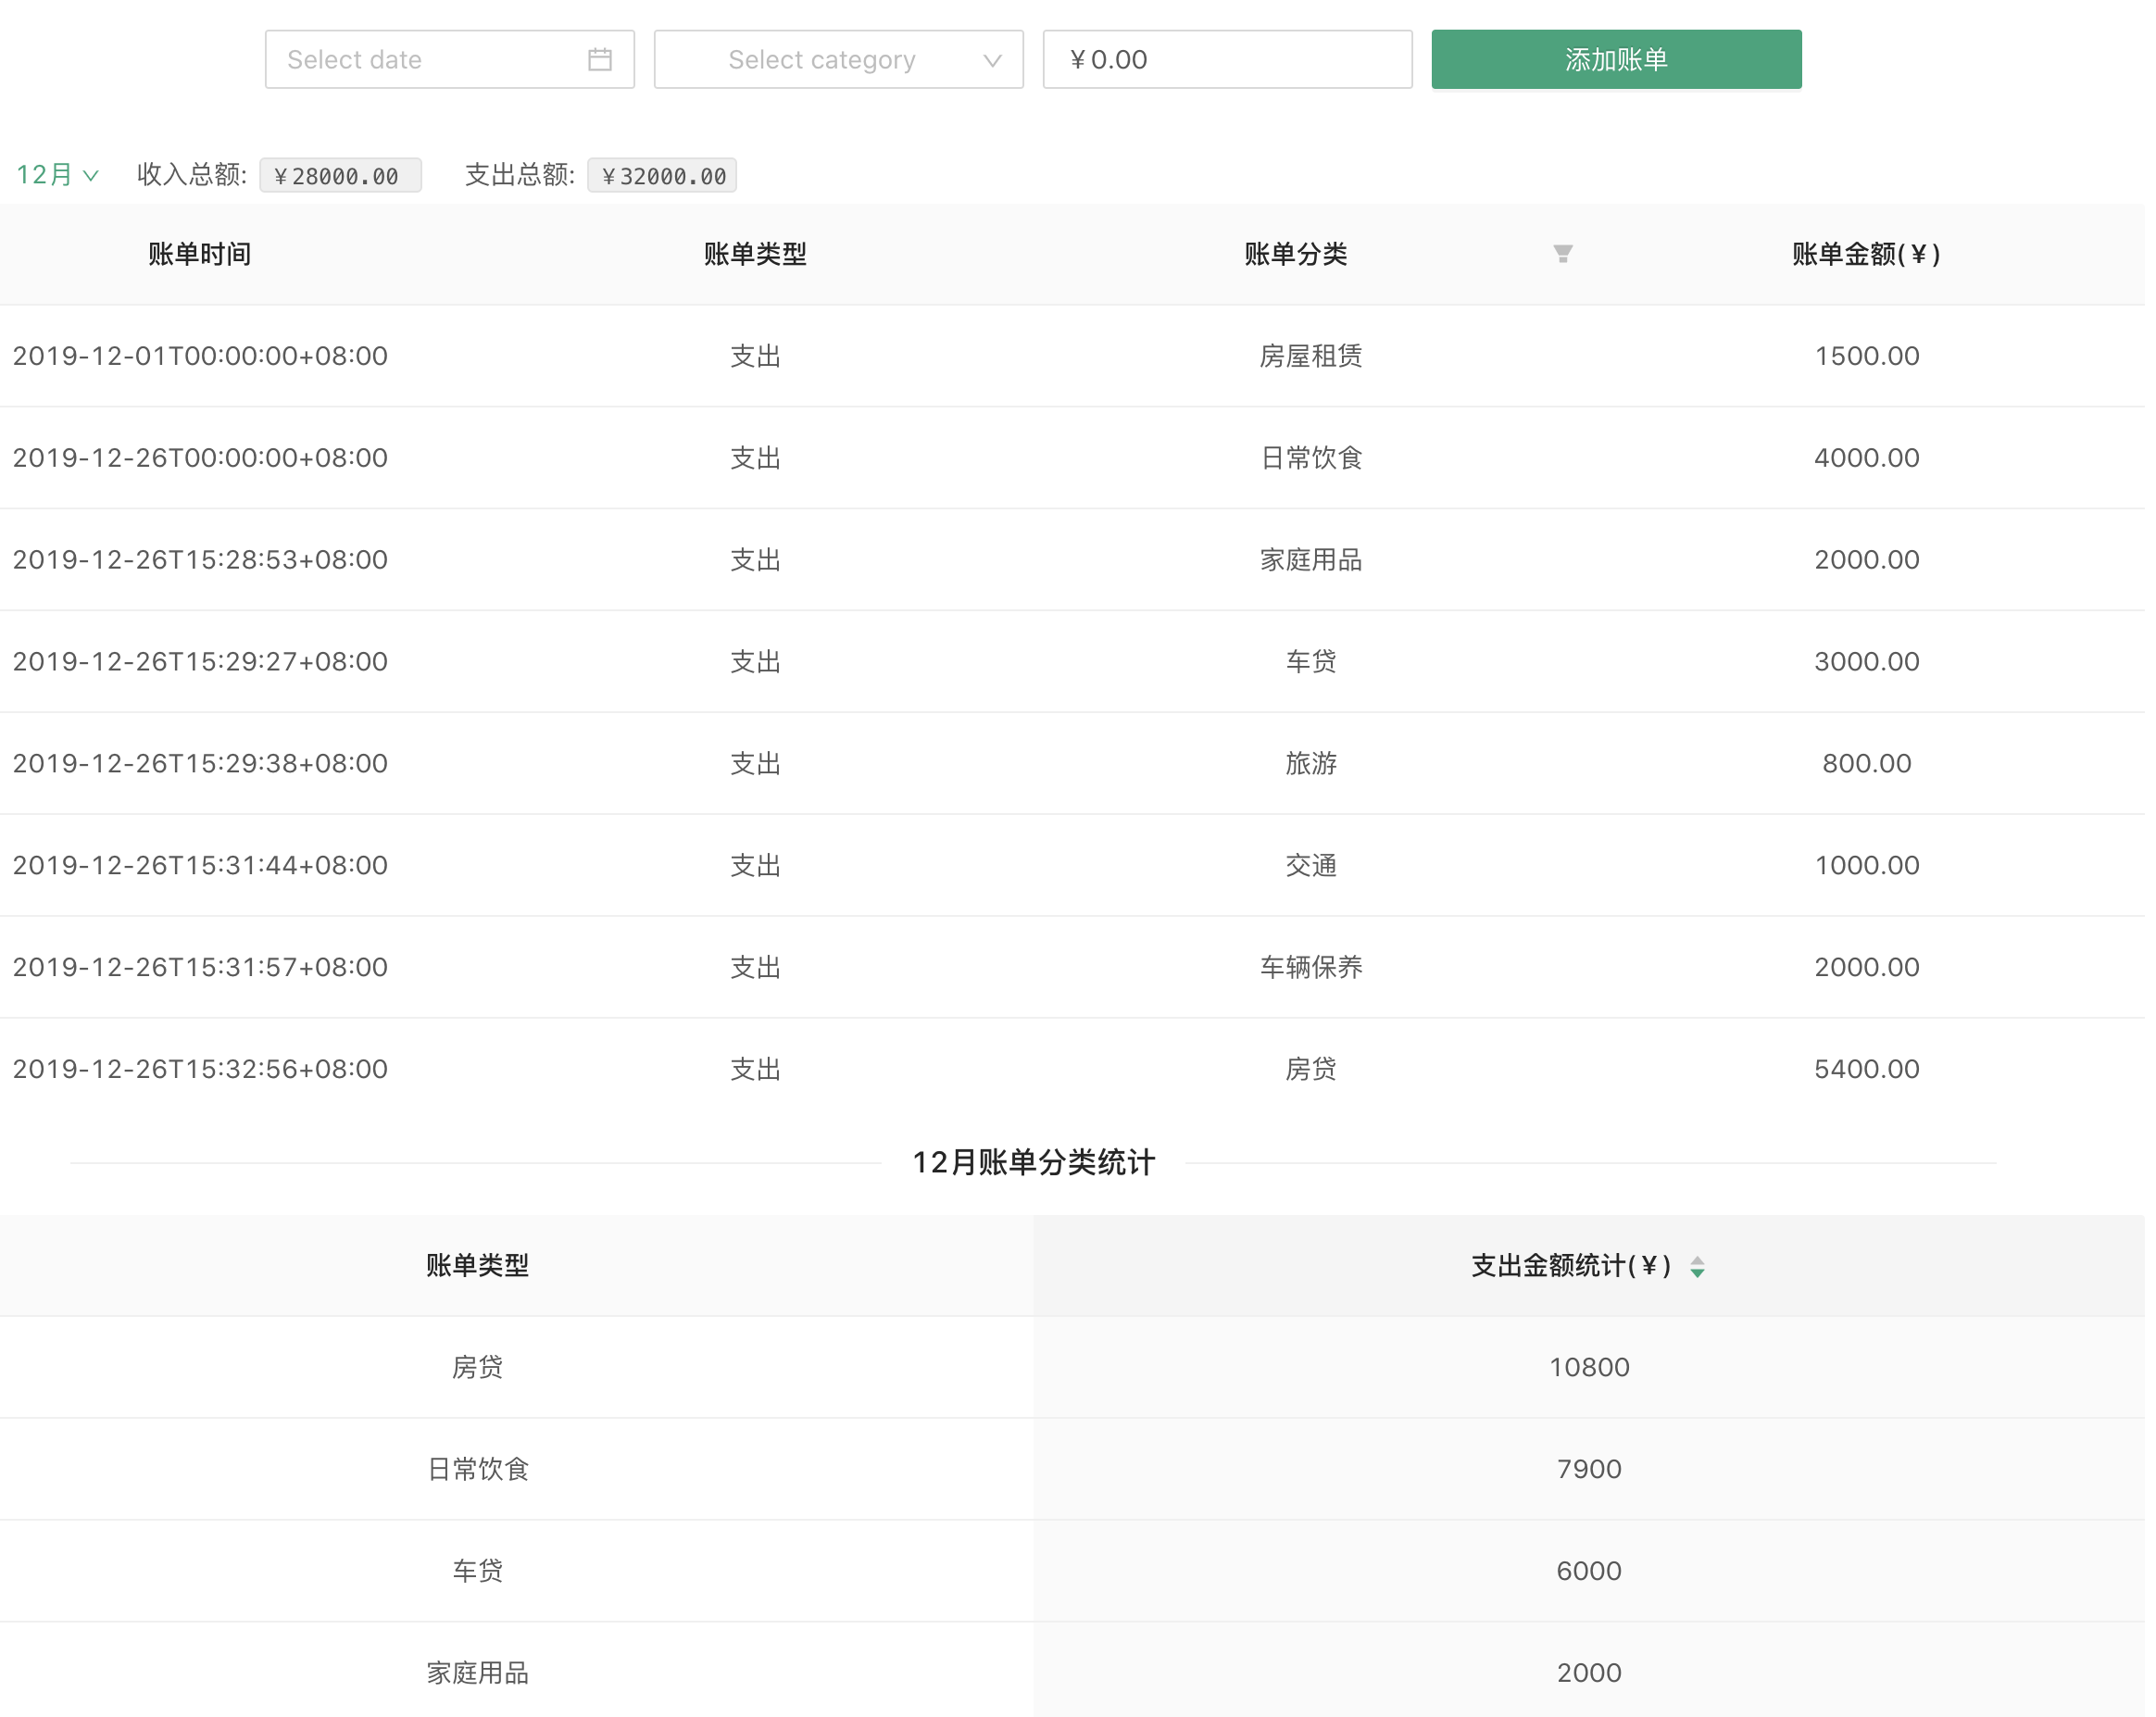 Select date Select category ¥ 0.00 添加账单
12月 收入总额: ¥28000.00 支出总额: ¥32000.00
账单时间 账单类型 账单分类 账单金额(¥)
2019-12-01T00:00:00+08:00 支出 房屋租赁 1500.00
2019-12-26T00:00:00+08:00 支出 日常饮食 4000.00
2019-12-26T15:28:53+08:00 支出 家庭用品 2000.00
2019-12-26T15:29:27+08:00 支出 车贷 3000.00
2019-12-26T15:29:38+08:00 支出 旅游 800.00
2019-12-26T15:31:44+08:00 支出 交通 1000.00
2019-12-26T15:31:57+08:00 支出 车辆保养 2000.00
2019-12-26T15:32:56+08:00 支出 房贷 5400.00
12月账单分类统计
账单类型 支出金额统计(¥)
房贷 10800
日常饮食 7900
车贷 6000
家庭用品 2000